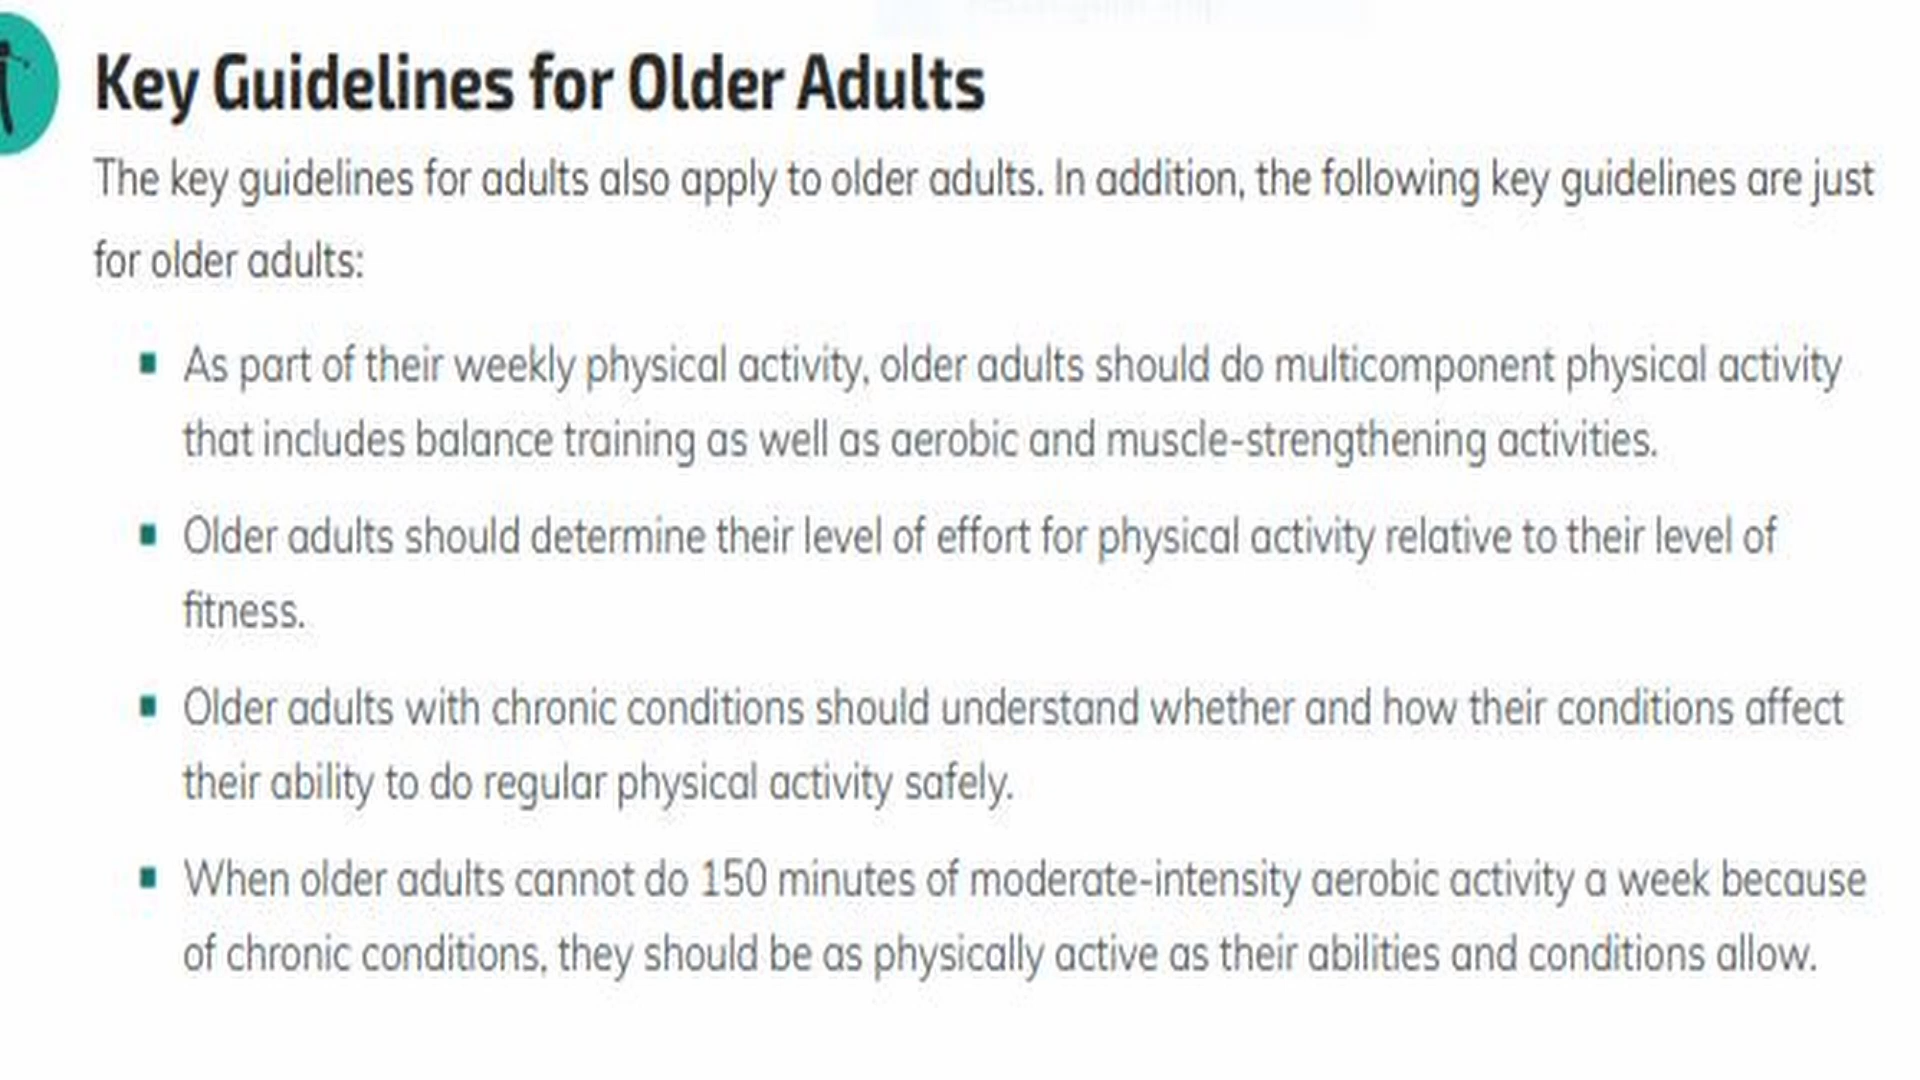 Key Guidelines for Older Adults
The key guidelines for adults also apply to older adults. In addition, the following key guidelines are just
for older adults:
▪ As part of their weekly physical activity, older adults should do multicomponent physical activity
that includes balance training as well as aerobic and muscle-strengthening activities.
▪ Older adults should determine their level of effort for physical activity relative to their level of
fitness.
▪ Older adults with chronic conditions should understand whether and how their conditions affect
their ability to do regular physical activity safely.
▪ When older adults cannot do 150 minutes of moderate-intensity aerobic activity a week because
of chronic conditions, they should be as physically active as their abilities and conditions allow.